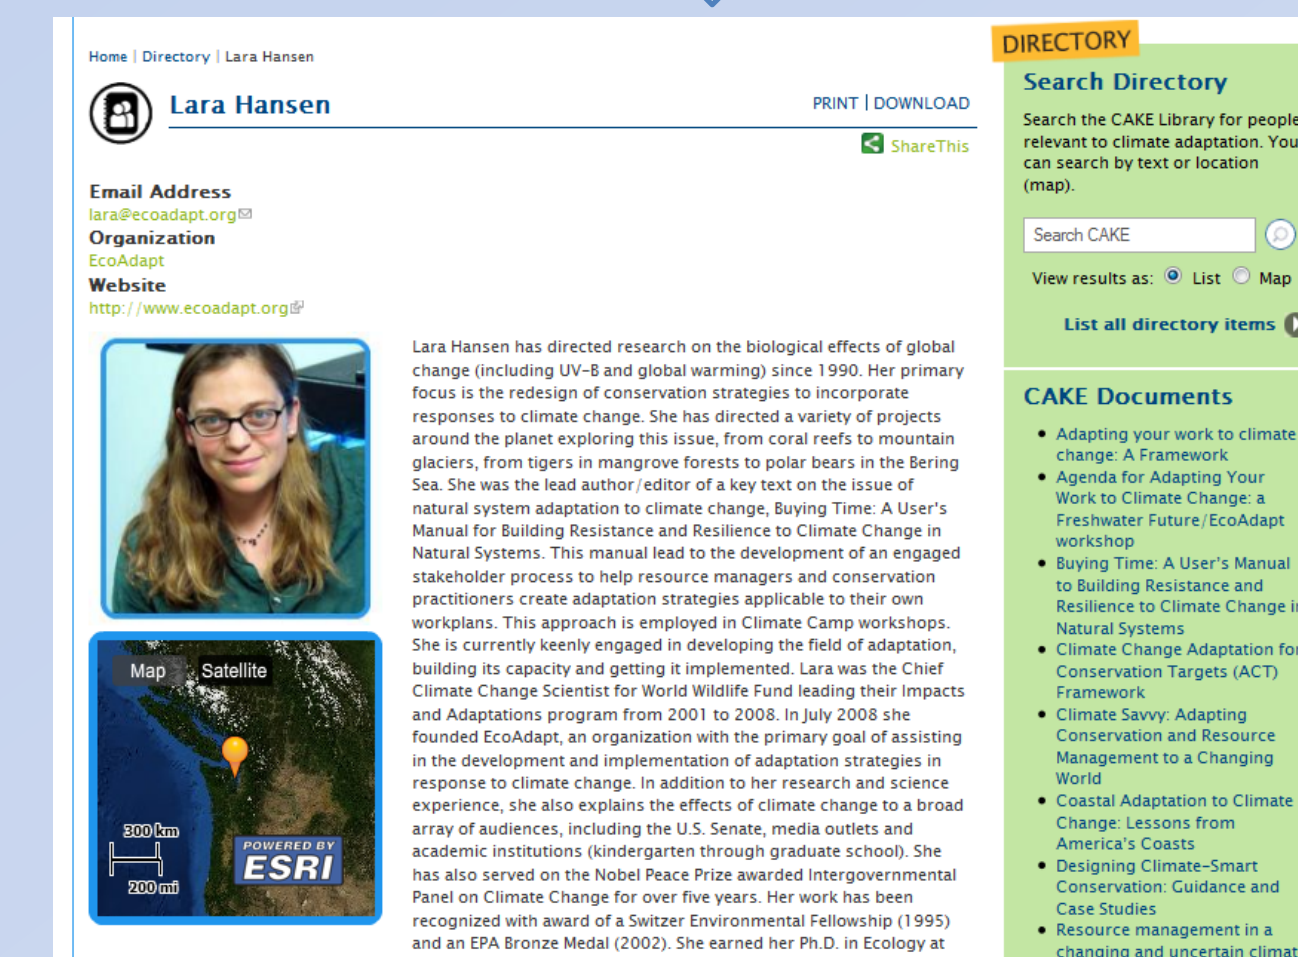 Home | Directory | Lara Hansen
Lara Hansen
PRINT | DOWNLOAD
ShareThis
Email Address
lara@ecoadapt.org
Organization
EcoAdapt
Website
http://www.ecoadapt.org
Lara Hansen has directed research on the biological effects of global
change (including UV-B and global warming) since 1990. Her primary
focus is the redesign of conservation strategies to incorporate
responses to climate change. She has directed a variety of projects
around the planet exploring this issue, from coral reefs to mountain
glaciers, from tigers in mangrove forests to polar bears in the Bering
Sea. She was the lead author/editor of a key text on the issue of
natural system adaptation to climate change, Buying Time: A User's
Manual for Building Resistance and Resilience to Climate Change in
Natural Systems. This manual lead to the development of an engaged
stakeholder process to help resource managers and conservation
practitioners create adaptation strategies applicable to their own
workplans. This approach is employed in Climate Camp workshops.
She is currently keenly engaged in developing the field of adaptation,
building its capacity and getting it implemented. Lara was the Chief
Climate Change Scientist for World Wildlife Fund leading their Impacts
and Adaptations program from 2001 to 2008. In July 2008 she
founded EcoAdapt, an organization with the primary goal of assisting
in the development and implementation of adaptation strategies in
response to climate change. In addition to her research and science
experience, she also explains the effects of climate change to a broad
array of audiences, including the U.S. Senate, media outlets and
academic institutions (kindergarten through graduate school). She
has also served on the Nobel Peace Prize awarded Intergovernmental
Panel on Climate Change for over five years. Her work has been
recognized with award of a Switzer Environmental Fellowship (1995)
and an EPA Bronze Medal (2002). She earned her Ph.D. in Ecology at
Map Satellite
300 km
200 mi
POWERED BY
ESRI
DIRECTORY
Search Directory
Search the CAKE Library for people
relevant to climate adaptation. You
can search by text or location
(map).
Search CAKE
View results as: List Map
List all directory items
CAKE Documents
Adapting your work to climate
change: A Framework
Agenda for Adapting Your
Work to Climate Change: a
Freshwater Future/EcoAdapt
workshop
Buying Time: A User's Manual
to Building Resistance and
Resilience to Climate Change in
Natural Systems
Climate Change Adaptation for
Conservation Targets (ACT)
Framework
Climate Savvy: Adapting
Conservation and Resource
Management to a Changing
World
Coastal Adaptation to Climate
Change: Lessons from
America's Coasts
Designing Climate-Smart
Conservation: Guidance and
Case Studies
Resource management in a
changing and uncertain climat